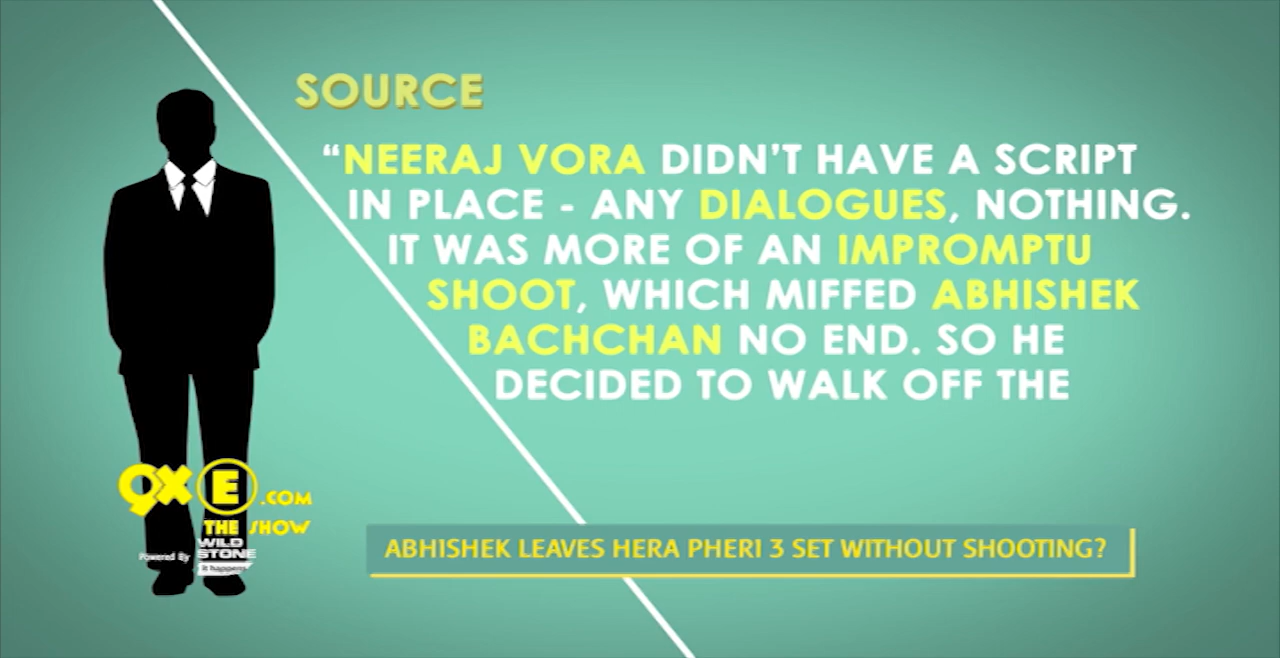 SOURCE
“NEERAJ VORA DIDN’T HAVE A SCRIPT
IN PLACE - ANY DIALOGUES, NOTHING.
IT WAS MORE OF AN IMPROMPTU
SHOOT, WHICH MIFFED ABHISHEK
BACHCHAN NO END. SO HE
DECIDED TO WALK OFF THE
9X E .COM
THE SHOW
Powered By WILD STONE
it happens
ABHISHEK LEAVES HERA PHERI 3 SET WITHOUT SHOOTING?